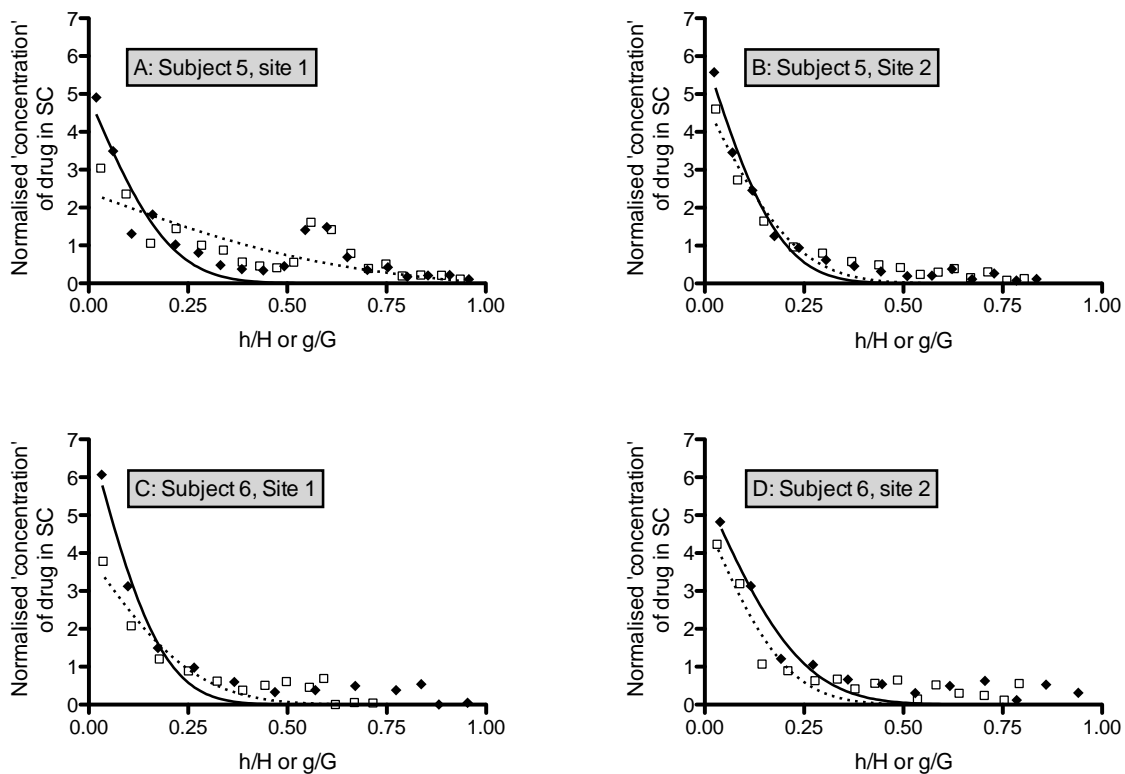 7
6
5
4
3
2
1
0
Normalised 'concentration'
of drug in SC
A: Subject 5, site 1
0.00 0.25 0.50 0.75 1.00
h/H or g/G
7
6
5
4
3
2
1
0
Normalised 'concentration'
of drug in SC
B: Subject 5, Site 2
0.00 0.25 0.50 0.75 1.00
h/H or g/G
7
6
5
4
3
2
1
0
Normalised 'concentration'
of drug in SC
C: Subject 6, Site 1
0.00 0.25 0.50 0.75 1.00
h/H or g/G
7
6
5
4
3
2
1
0
Normalised 'concentration'
of drug in SC
D: Subject 6, site 2
0.00 0.25 0.50 0.75 1.00
h/H or g/G